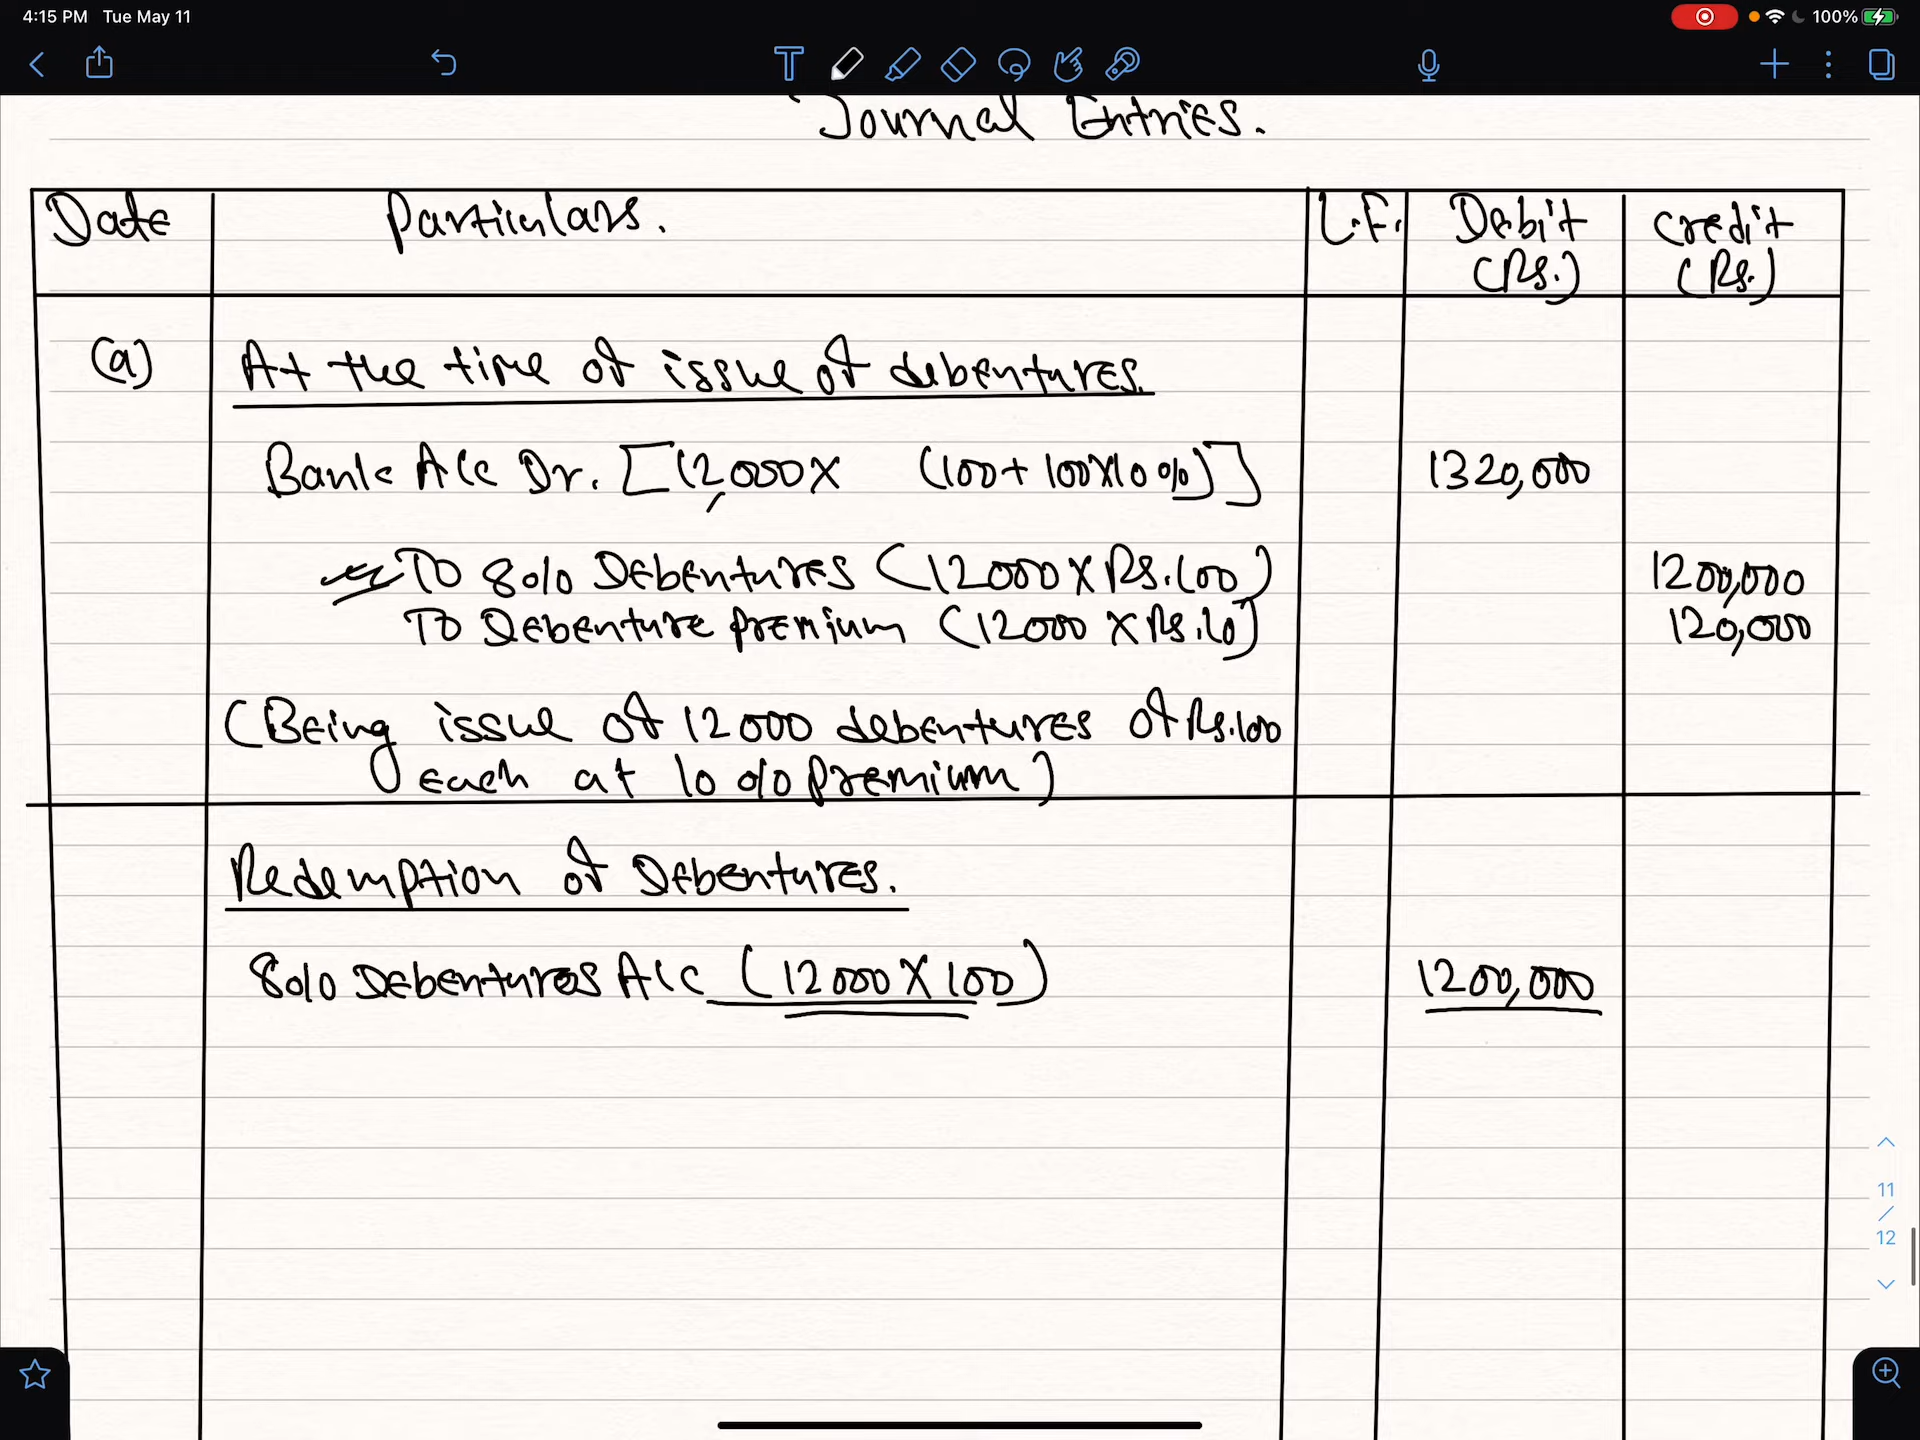 4:15 PM Tue May 11
100%
Journal Entries.
Date Particulars. L.F. Debit (Rs.) Credit (Rs.)
(a) At the time of issue of debentures.
Bank A/c Dr. [12,000 X (100 + 100X10%)] 1320,000
To 8% Debentures (12000 X Rs.100) 1200,000
To Debenture premium (12000 X Rs.10) 120,000
(Being issue of 12000 debentures of Rs.100
each at 10% premium)
Redemption of Debentures.
8% Debentures A/c (12000 X 100) 1200,000
11
/
12